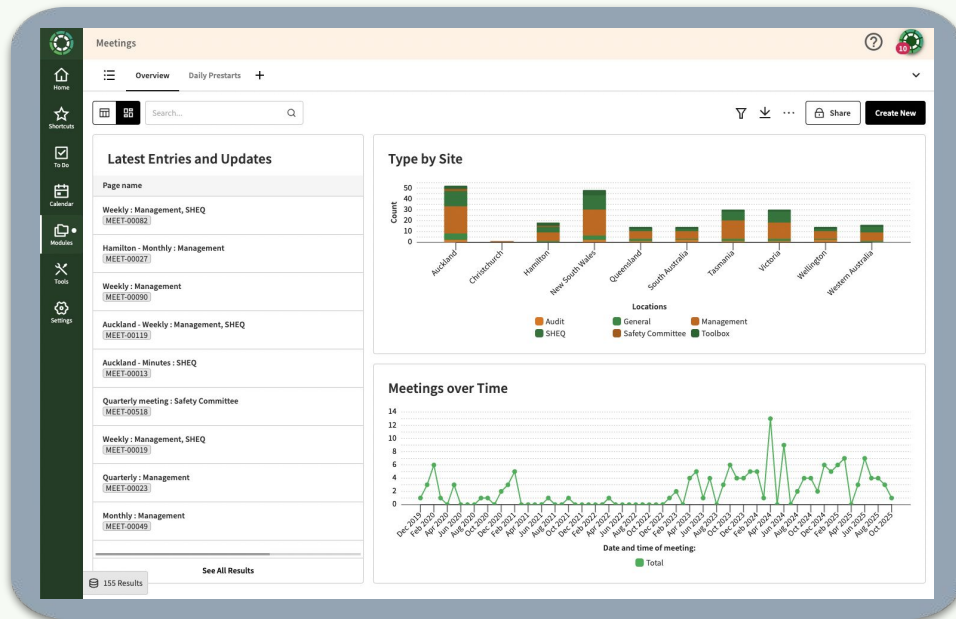 Meetings
10
Home
Shortcuts
To Do
Calendar
Modules
Tools
Settings
Overview Daily Prestarts
Search...
Share
Create New
Latest Entries and Updates
Page name
Weekly : Management, SHEQ
MEET-00082
Hamilton - Monthly : Management
MEET-00027
Weekly : Management
MEET-00090
Auckland - Weekly : Management, SHEQ
MEET-00119
Auckland - Minutes : SHEQ
MEET-00013
Quarterly meeting : Safety Committee
MEET-00518
Weekly : Management, SHEQ
MEET-00019
Quarterly : Management
MEET-00023
Monthly : Management
MEET-00049
See All Results
155 Results
Type by Site
Count
50
40
30
20
10
0
Auckland
Christchurch
Hamilton
New South Wales
Queensland
South Australia
Tasmania
Victoria
Wellington
Western Australia
Locations
Audit General Management
SHEQ Safety Committee Toolbox
Meetings over Time
14
12
10
8
6
4
2
0
Dec 2019
Feb 2020
Apr 2020
Jun 2020
Aug 2020
Oct 2020
Dec 2020
Feb 2021
Apr 2021
Jun 2021
Aug 2021
Oct 2021
Dec 2021
Feb 2022
Apr 2022
Jun 2022
Aug 2022
Oct 2022
Dec 2022
Feb 2023
Apr 2023
Jun 2023
Aug 2023
Oct 2023
Dec 2023
Feb 2024
Apr 2024
Jun 2024
Aug 2024
Oct 2024
Dec 2024
Feb 2025
Apr 2025
Jun 2025
Aug 2025
Oct 2025
Date and time of meeting:
Total